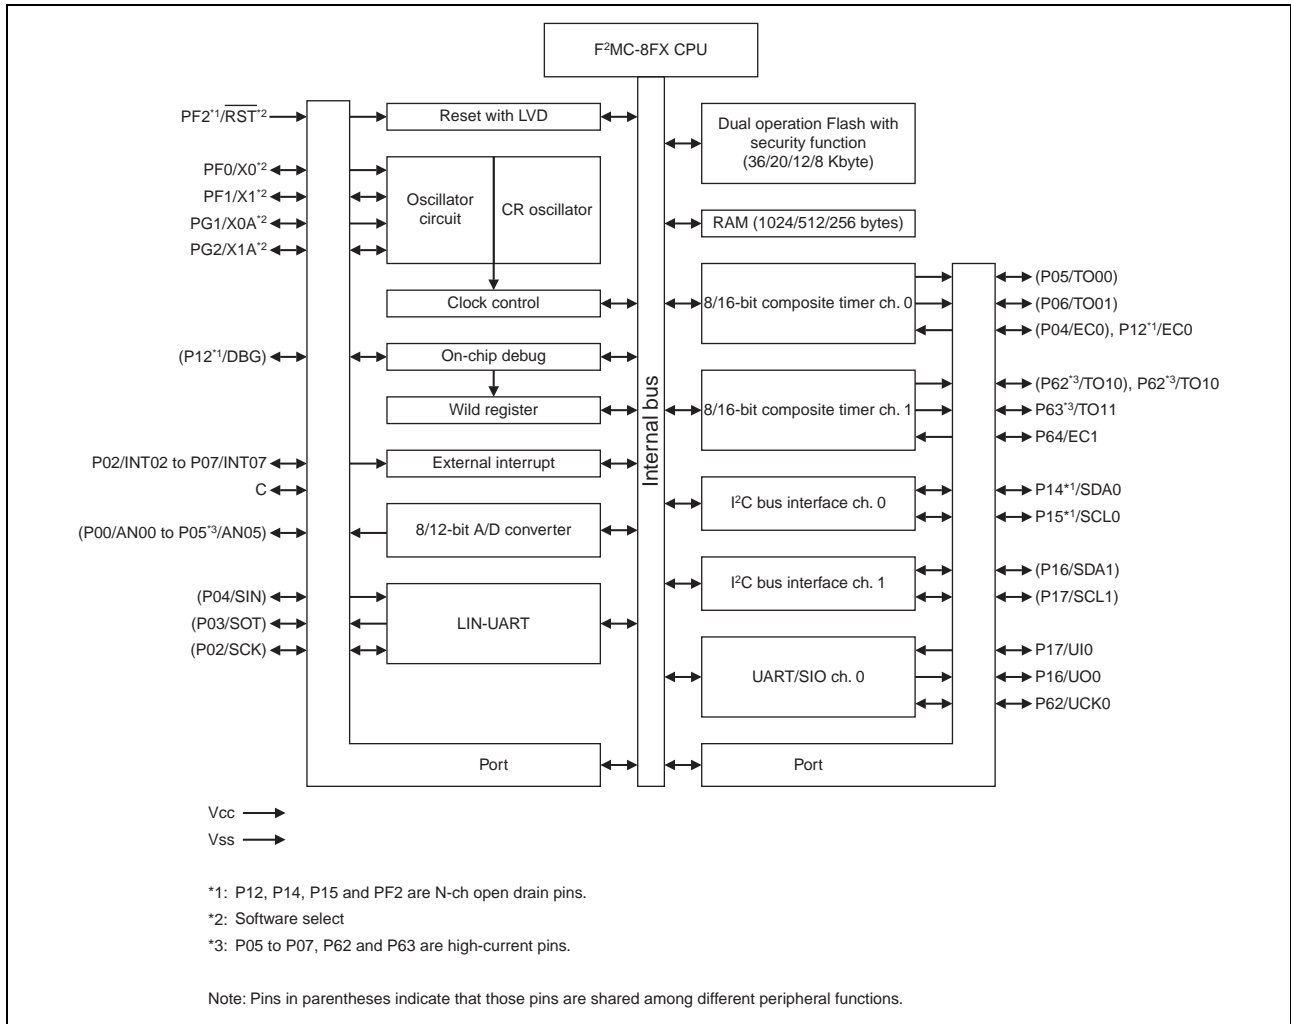 F²MC-8FX CPU
PF2*1/RST*2
Reset with LVD
Dual operation Flash with
security function
(36/20/12/8 Kbyte)
PF0/X0*2
PF1/X1*2
PG1/X0A*2
PG2/X1A*2
Oscillator
circuit
CR oscillator
RAM (1024/512/256 bytes)
Clock control
8/16-bit composite timer ch. 0
(P05/TO00)
(P06/TO01)
(P04/EC0), P12*1/EC0
(P12*1/DBG)
On-chip debug
Wild register
Internal bus
8/16-bit composite timer ch. 1
(P62*3/TO10), P62*3/TO10
P63*3/TO11
P64/EC1
P02/INT02 to P07/INT07
External interrupt
C
I²C bus interface ch. 0
P14*1/SDA0
P15*1/SCL0
(P00/AN00 to P05*3/AN05)
8/12-bit A/D converter
I²C bus interface ch. 1
(P16/SDA1)
(P17/SCL1)
(P04/SIN)
(P03/SOT)
(P02/SCK)
LIN-UART
UART/SIO ch. 0
P17/UI0
P16/UO0
P62/UCK0
Port
Port
Vcc
Vss
*1: P12, P14, P15 and PF2 are N-ch open drain pins.
*2: Software select
*3: P05 to P07, P62 and P63 are high-current pins.
Note: Pins in parentheses indicate that those pins are shared among different peripheral functions.